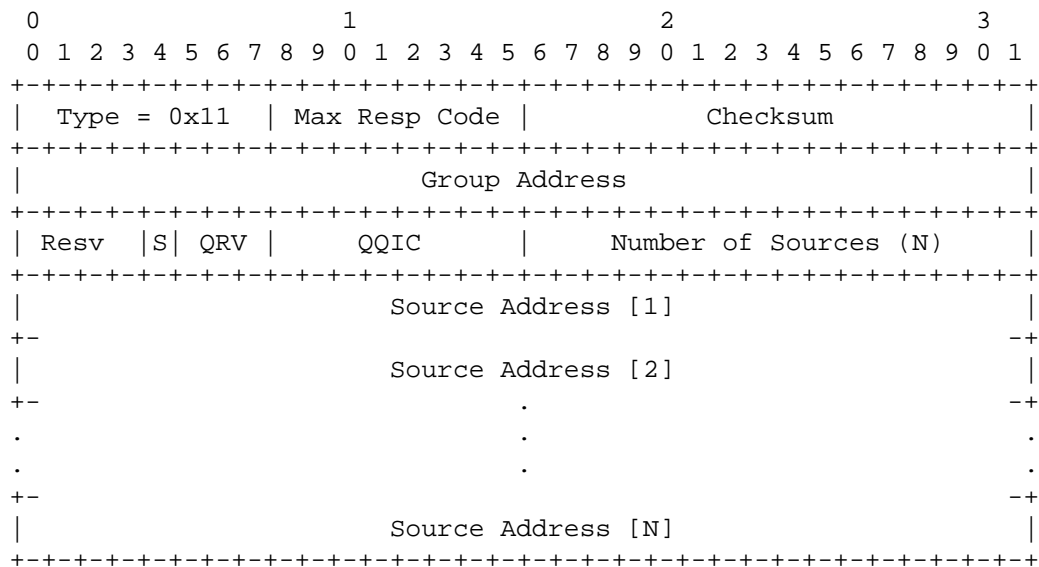 0                   1                   2                   3
 0 1 2 3 4 5 6 7 8 9 0 1 2 3 4 5 6 7 8 9 0 1 2 3 4 5 6 7 8 9 0 1
+-+-+-+-+-+-+-+-+-+-+-+-+-+-+-+-+-+-+-+-+-+-+-+-+-+-+-+-+-+-+-+-+
|  Type = 0x11  | Max Resp Code |           Checksum            |
+-+-+-+-+-+-+-+-+-+-+-+-+-+-+-+-+-+-+-+-+-+-+-+-+-+-+-+-+-+-+-+-+
|                         Group Address                         |
+-+-+-+-+-+-+-+-+-+-+-+-+-+-+-+-+-+-+-+-+-+-+-+-+-+-+-+-+-+-+-+-+
| Resv  |S| QRV |     QQIC      |     Number of Sources (N)     |
+-+-+-+-+-+-+-+-+-+-+-+-+-+-+-+-+-+-+-+-+-+-+-+-+-+-+-+-+-+-+-+-+
|                       Source Address [1]                      |
+-                                                             -+
|                       Source Address [2]                      |
+-                              .                              -+
.                               .                               .
.                               .                               .
+-                                                             -+
|                       Source Address [N]                      |
+-+-+-+-+-+-+-+-+-+-+-+-+-+-+-+-+-+-+-+-+-+-+-+-+-+-+-+-+-+-+-+-+